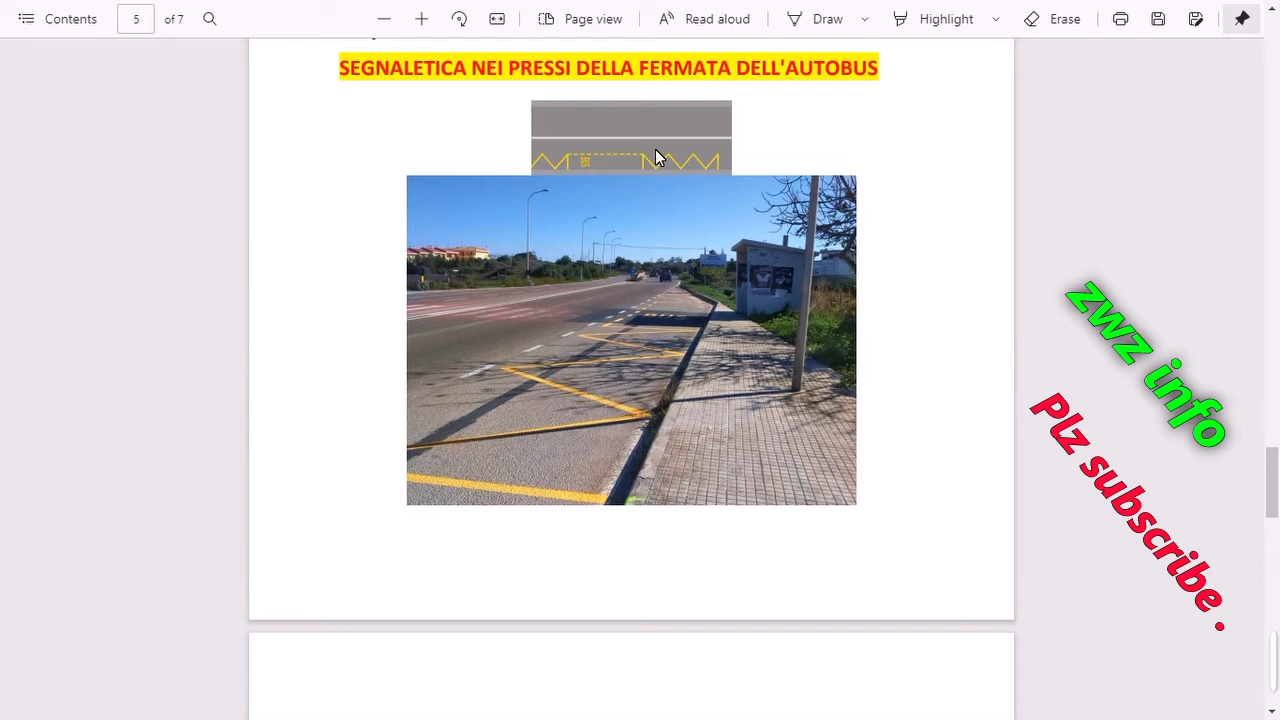 Contents
5
of 7
Page view
Read aloud
Draw
Highlight
Erase
SEGNALETICA NEI PRESSI DELLA FERMATA DELL'AUTOBUS
zwz info
Plz subscribe .